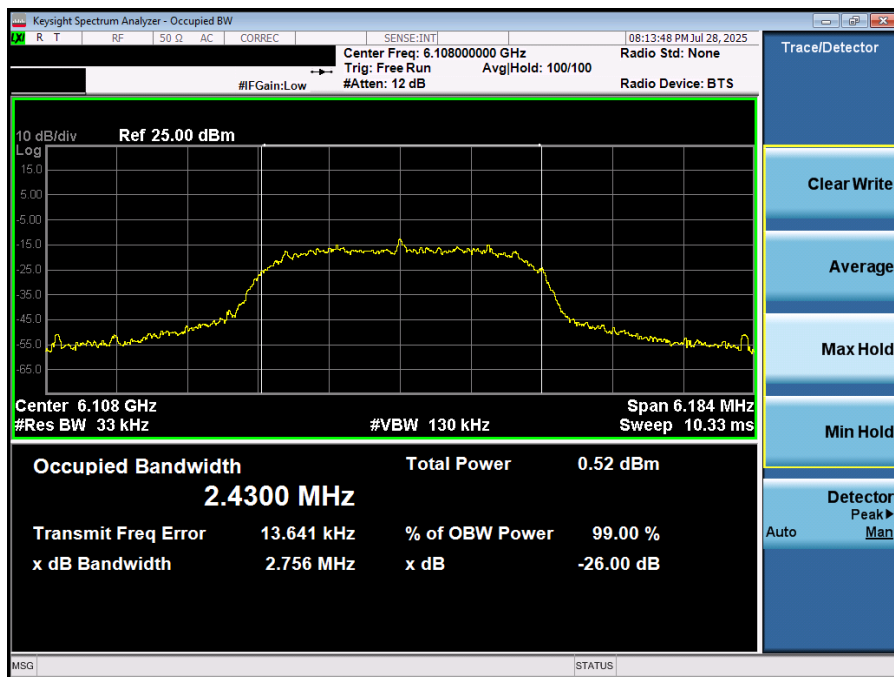 Keysight Spectrum Analyzer - Occupied BW
LXI R T RF 50 Ω AC CORREC SENSE:INT 08:13:48 PM Jul 28, 2025
Center Freq: 6.108000000 GHz Radio Std: None
Trig: Free Run Avg|Hold: 100/100
#IFGain:Low #Atten: 12 dB Radio Device: BTS
10 dB/div Ref 25.00 dBm
Log
15.0
5.00
-5.00
-15.0
-25.0
-35.0
-45.0
-55.0
-65.0
Center 6.108 GHz Span 6.184 MHz
#Res BW 33 kHz #VBW 130 kHz Sweep 10.33 ms
Occupied Bandwidth Total Power 0.52 dBm
2.4300 MHz
Transmit Freq Error 13.641 kHz % of OBW Power 99.00 %
x dB Bandwidth 2.756 MHz x dB -26.00 dB
MSG STATUS
Trace/Detector
Clear Write
Average
Max Hold
Min Hold
Detector
Peak
Auto Man